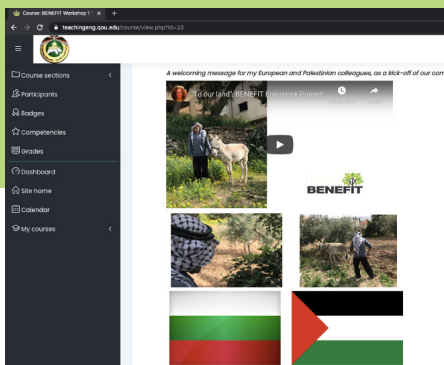 Course: BENEFIT Workshop 1
teachingeng.qou.edu/course/view.php?id=33
Course sections
A welcoming message for my European and Palestinian colleagues, as a kick-off of our com
Participants
"To our land": BENEFIT Erasmus+ Project
Badges
Competencies
Grades
Dashboard
Site home
BENEFIT
Calendar
My courses